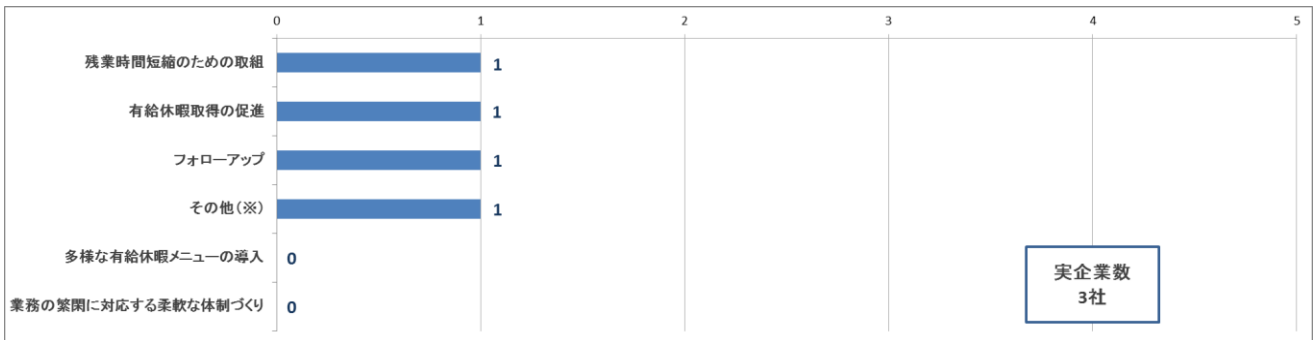 0 1 2 3 4 5
残業時間短縮のための取組 1
有給休暇取得の促進 1
フォローアップ 1
その他(※) 1
多様な有給休暇メニューの導入 0
業務の繁閑に対応する柔軟な体制づくり 0
実企業数
3社